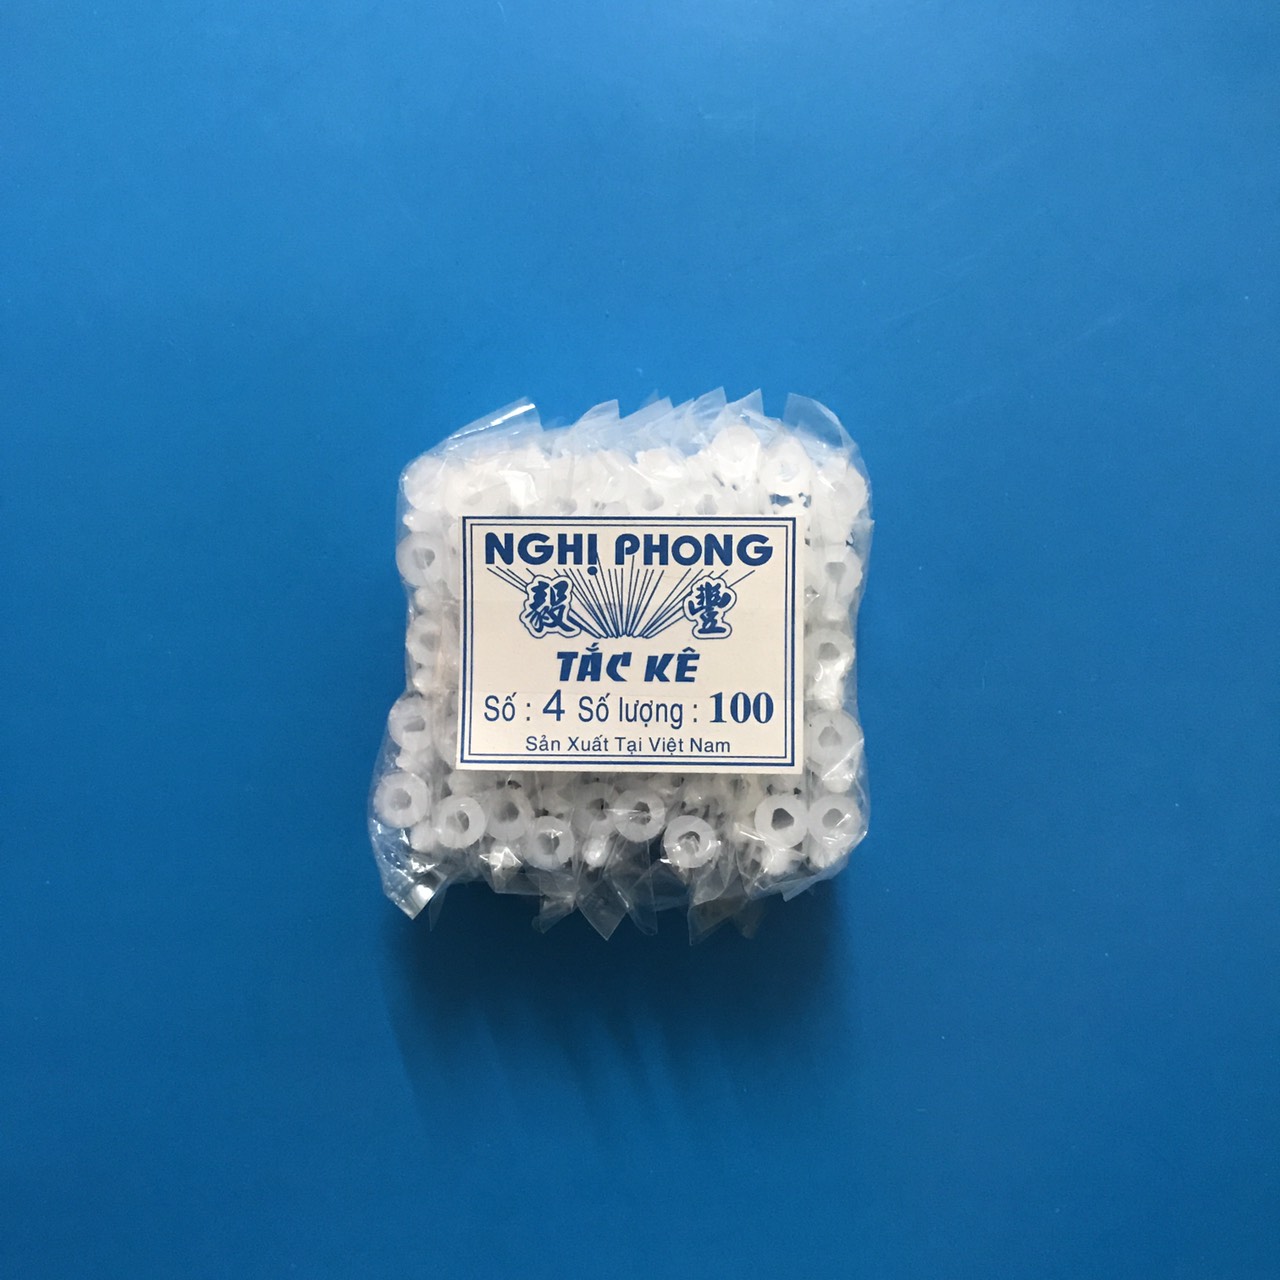 NGHỊ PHONG
毅 豐
TẮC KÊ
Số : 4 Số lượng : 100
Sản Xuất Tại Việt Nam